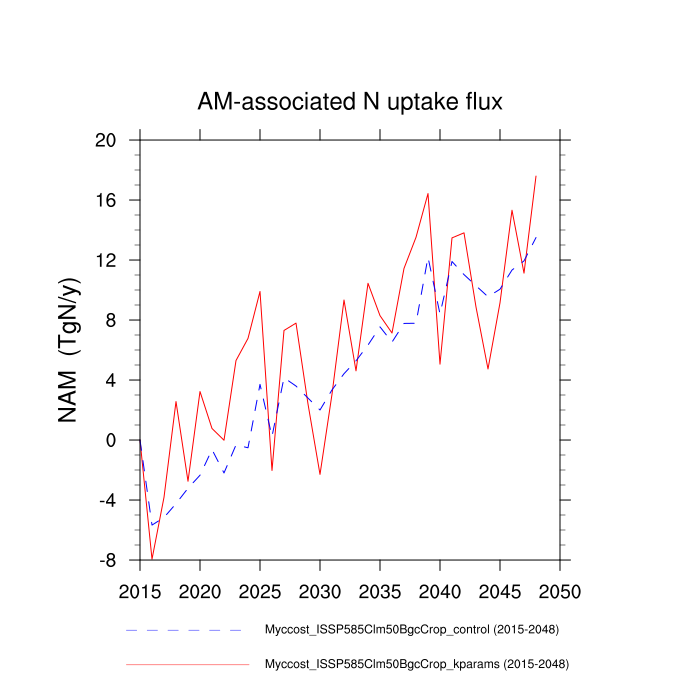 AM-associated N uptake flux
NAM (TgN/y)
20
16
12
8
4
0
-4
-8
2015 2020 2025 2030 2035 2040 2045 2050
Myccost_ISSP585Clm50BgcCrop_control (2015-2048)
Myccost_ISSP585Clm50BgcCrop_kparams (2015-2048)